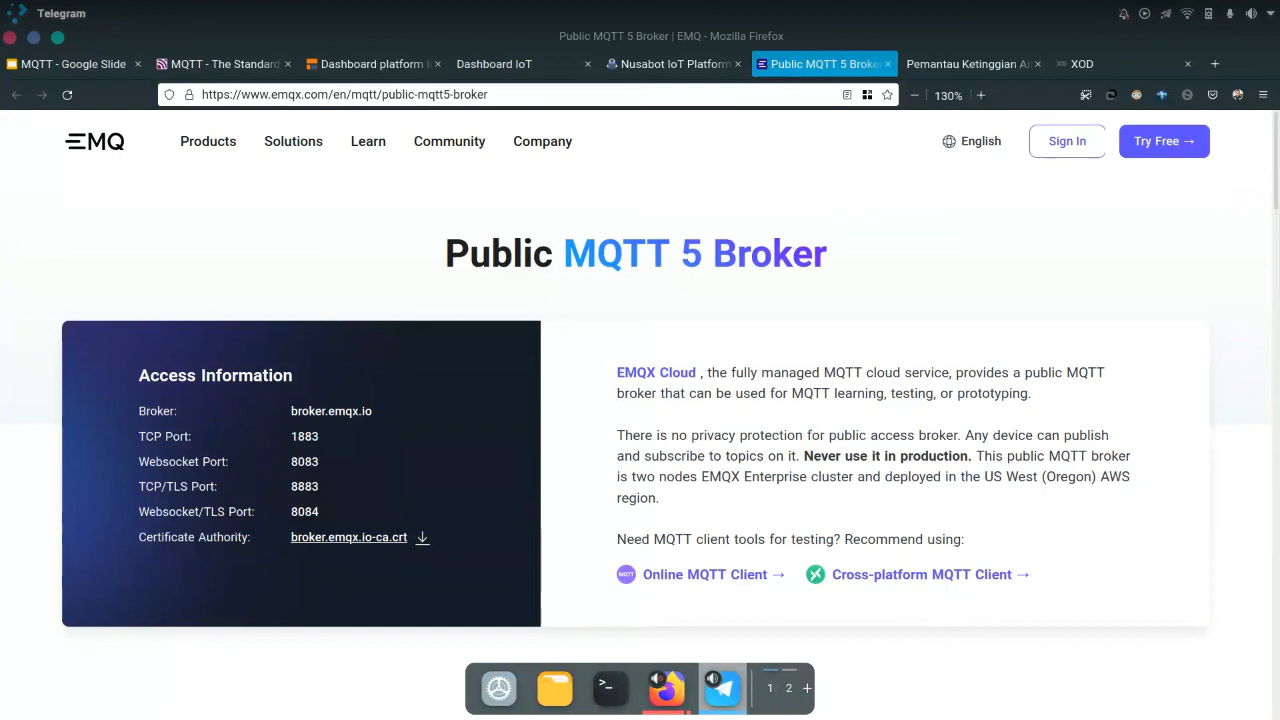 Telegram
Public MQTT 5 Broker | EMQ - Mozilla Firefox
MQTT - Google Slide
MQTT - The Standard
Dashboard platform I
Dashboard IoT
Nusabot IoT Platform
Public MQTT 5 Broke
Pemantau Ketinggian Ai
XOD
https://www.emqx.com/en/mqtt/public-mqtt5-broker
130%
EMQ
Products
Solutions
Learn
Community
Company
English
Sign In
Try Free →
Public MQTT 5 Broker
Access Information
Broker: broker.emqx.io
TCP Port: 1883
Websocket Port: 8083
TCP/TLS Port: 8883
Websocket/TLS Port: 8084
Certificate Authority: broker.emqx.io-ca.crt
EMQX Cloud , the fully managed MQTT cloud service, provides a public MQTT
broker that can be used for MQTT learning, testing, or prototyping.
There is no privacy protection for public access broker. Any device can publish
and subscribe to topics on it. Never use it in production. This public MQTT broker
is two nodes EMQX Enterprise cluster and deployed in the US West (Oregon) AWS
region.
Need MQTT client tools for testing? Recommend using:
MQTT Online MQTT Client →
Cross-platform MQTT Client →
1 2 +